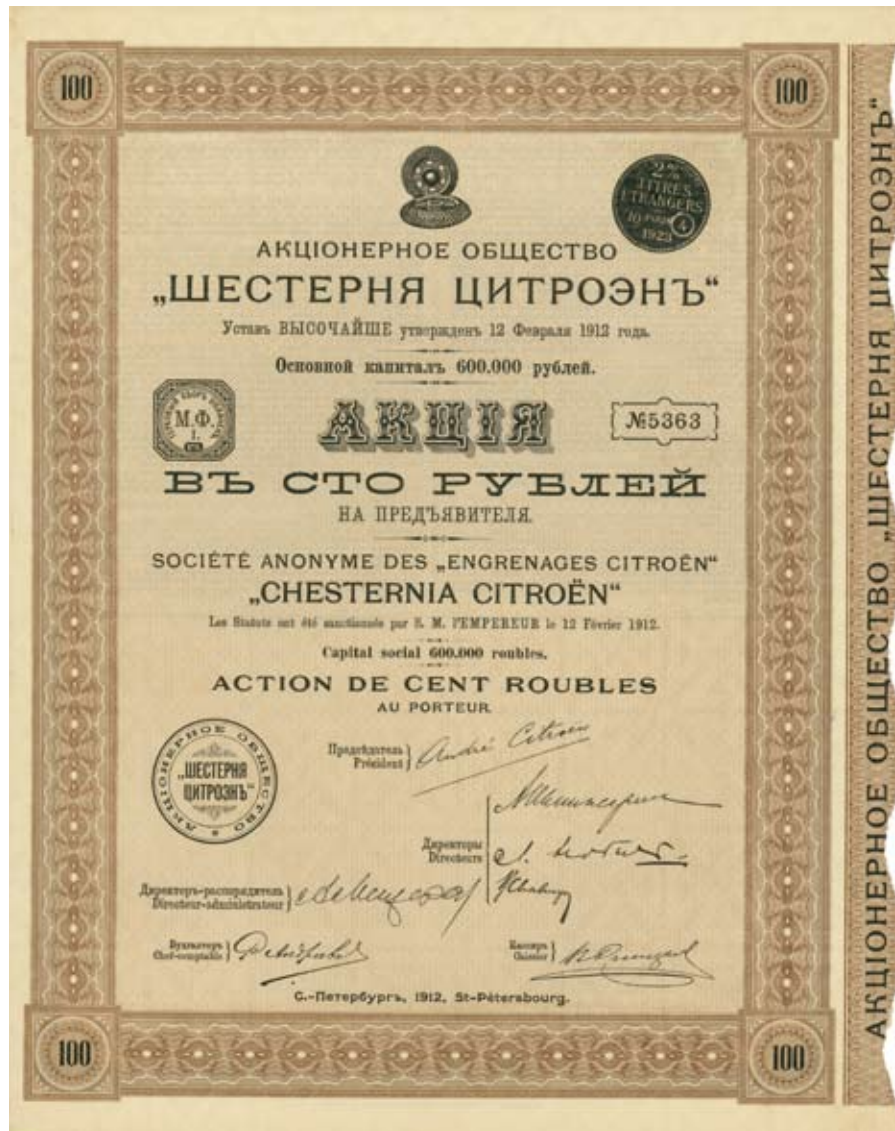 100
100
2%
TITRES
ETRANGERS
1923
АКЦІОНЕРНОЕ ОБЩЕСТВО
„ШЕСТЕРНЯ ЦИТРОЭНЪ“
Уставъ ВЫСОЧАЙШЕ утвержденъ 12 Февраля 1912 года.
Основной капиталъ 600.000 рублей.
М.Ф.
I.
АКЦІЯ
№5363
ВЪ СТО РУБЛЕЙ
НА ПРЕДЪЯВИТЕЛЯ.
SOCIÉTÉ ANONYME DES „ENGRENAGES CITROËN“
„CHESTERNIA CITROËN“
Les Statuts ont été sanctionnés par S. M. l'EMPEREUR le 12 Février 1912.
Capital social 600.000 roubles.
ACTION DE CENT ROUBLES
AU PORTEUR.
Предсѣдатель
Président
André Citroën
АКЦІОНЕРНОЕ ОБЩЕСТВО
„ШЕСТЕРНЯ
ЦИТРОЭНЪ“
Директоры
Directeurs
Директоръ-распорядитель
Directeur-administrateur
Бухгалтеръ
Chef-comptable
Кассиръ
Caissier
С.-Петербургъ, 1912, St-Pétersbourg.
100
100
АКЦІОНЕРНОЕ ОБЩЕСТВО „ШЕСТЕРНЯ ЦИТРОЭНЪ“